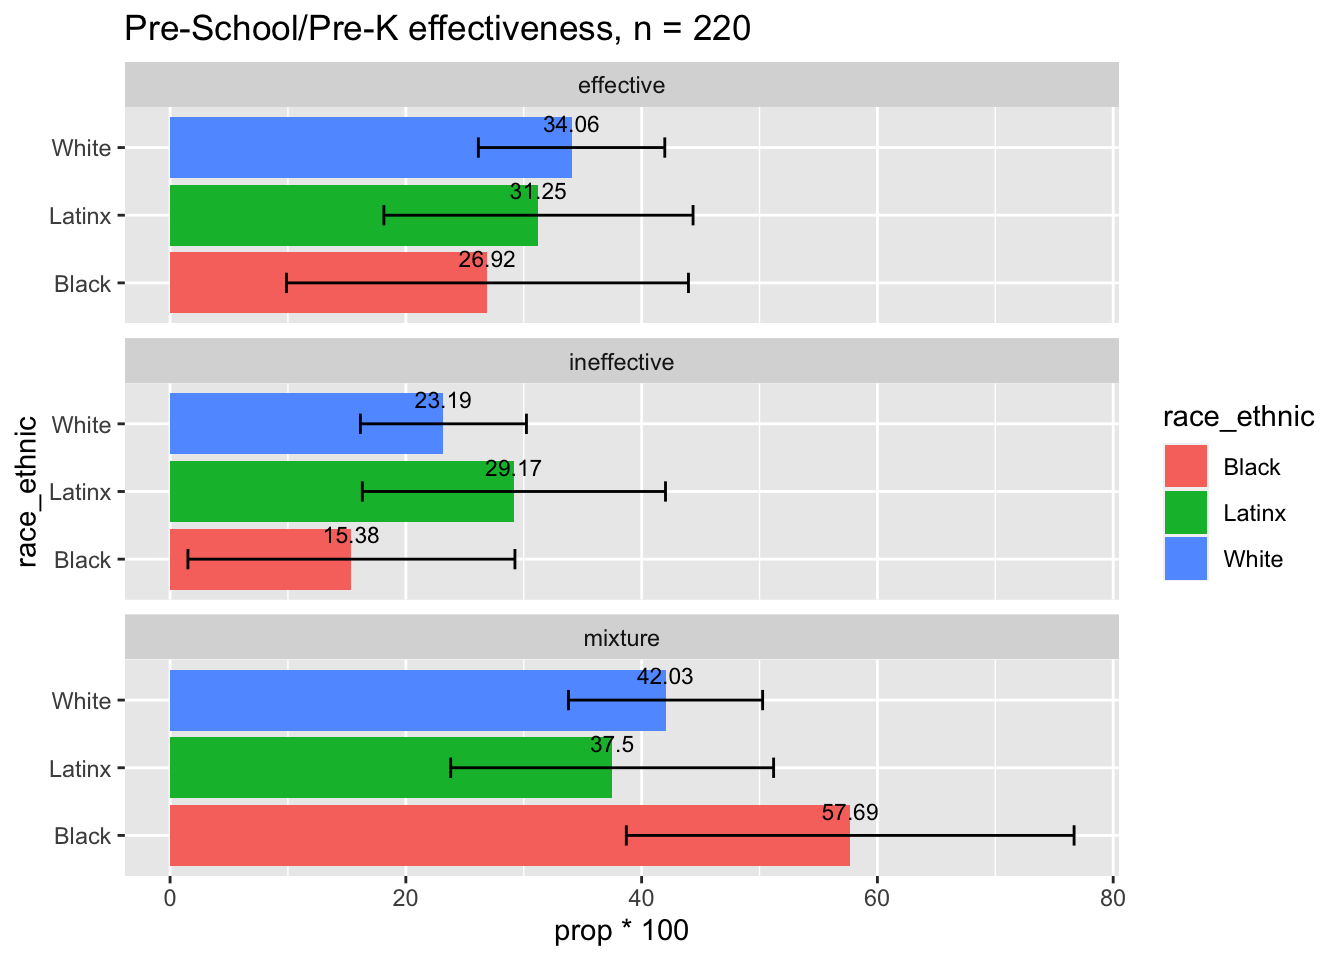 Pre-School/Pre-K effectiveness, n = 220
effective
White
34.06
Latinx
31.25
Black
26.92
ineffective
White
23.19
Latinx
29.17
Black
15.38
mixture
White
42.03
Latinx
37.5
Black
57.69
0 20 40 60 80
prop * 100
race_ethnic
race_ethnic
Black
Latinx
White